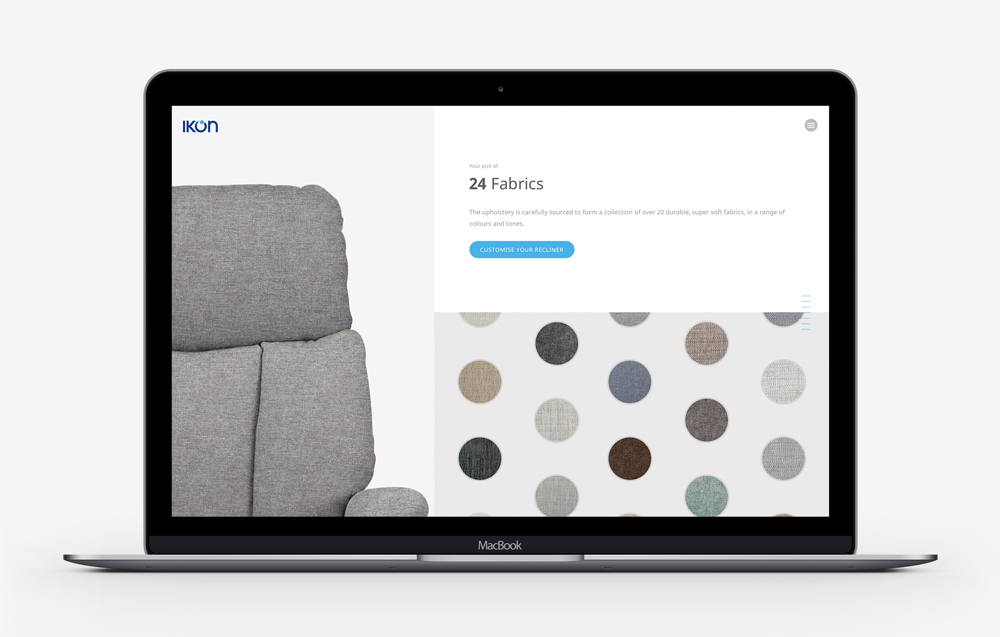 IKON
Your pick of
24 Fabrics
The upholstery is carefully sourced to form a collection of over 20 durable, super soft fabrics, in a range of
colours and tones.
CUSTOMISE YOUR RECLINER
MacBook